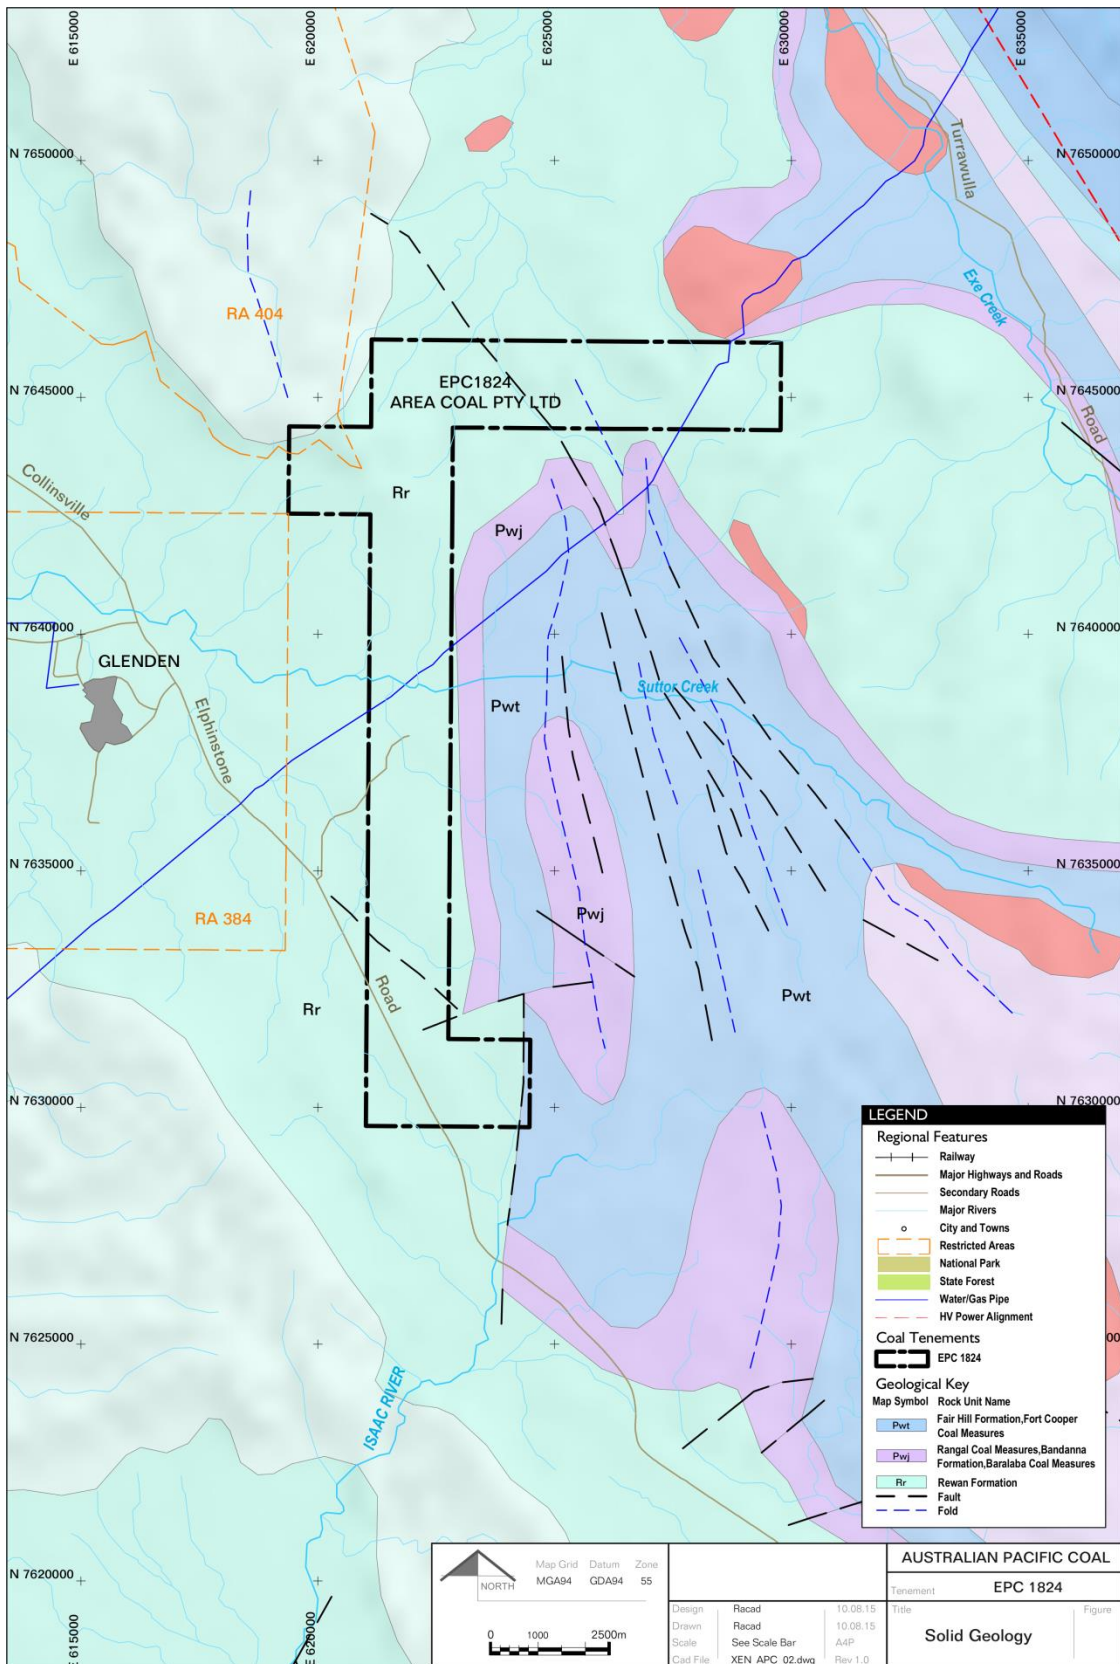 E 615000
E 620000
E 625000
E 630000
E 635000
N 7650000
N 7650000
Turrawulla
Exe Creek
RA 404
EPC1824
AREA COAL PTY LTD
N 7645000
N 7645000
Road
Collinsville
Rr
Pwj
N 7640000
N 7640000
GLENDEN
Suttor Creek
Pwt
Elphinstone
N 7635000
N 7635000
RA 384
Pwj
Road
Rr
Pwt
N 7630000
N 7630000
N 7625000
ISAAC RIVER
N 7620000
E 615000
E 620000
LEGEND
Regional Features
Railway
Major Highways and Roads
Secondary Roads
Major Rivers
City and Towns
Restricted Areas
National Park
State Forest
Water/Gas Pipe
HV Power Alignment
Coal Tenements
EPC 1824
Geological Key
Map Symbol Rock Unit Name
Pwt Fair Hill Formation,Fort Cooper
Coal Measures
Pwj Rangal Coal Measures,Bandanna
Formation,Baralaba Coal Measures
Rr Rewan Formation
Fault
Fold
NORTH
Map Grid Datum Zone
MGA94 GDA94 55
0 1000 2500m
Design Racad 10.08.15
Drawn Racad 10.08.15
Scale See Scale Bar A4P
Cad File XEN APC 02.dwg Rev 1.0
AUSTRALIAN PACIFIC COAL
Tenement EPC 1824
Title Figure
Solid Geology